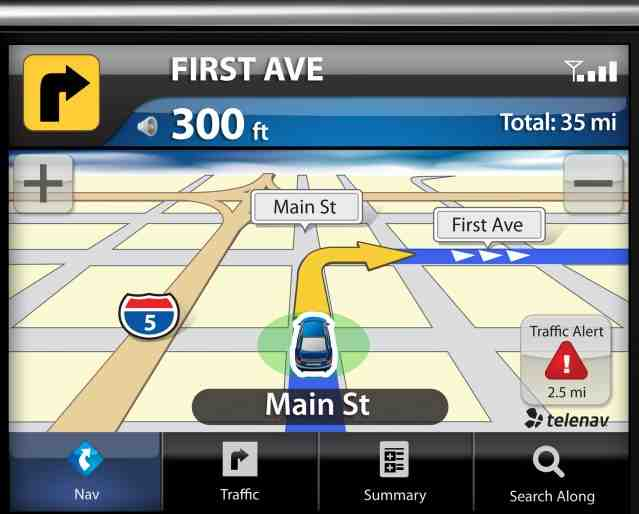 FIRST AVE
300 ft
Total: 35 mi
Main St
First Ave
5
Traffic Alert
2.5 mi
Main St
telenav
Nav
Traffic
Summary
Search Along